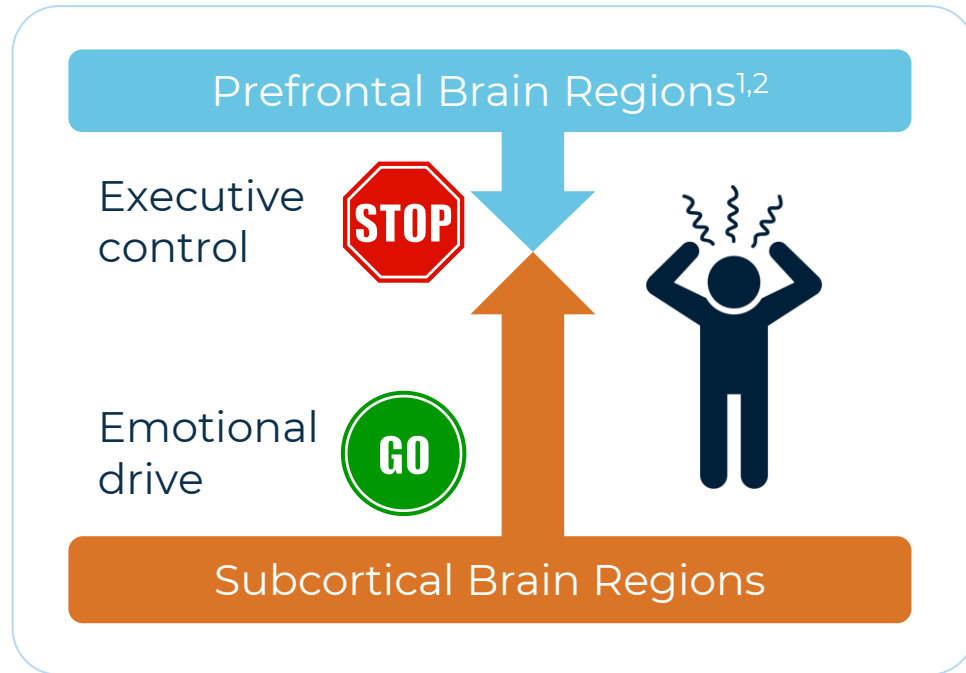 Prefrontal Brain Regions¹,²
Executive
control
STOP
Emotional
drive
GO
Subcortical Brain Regions